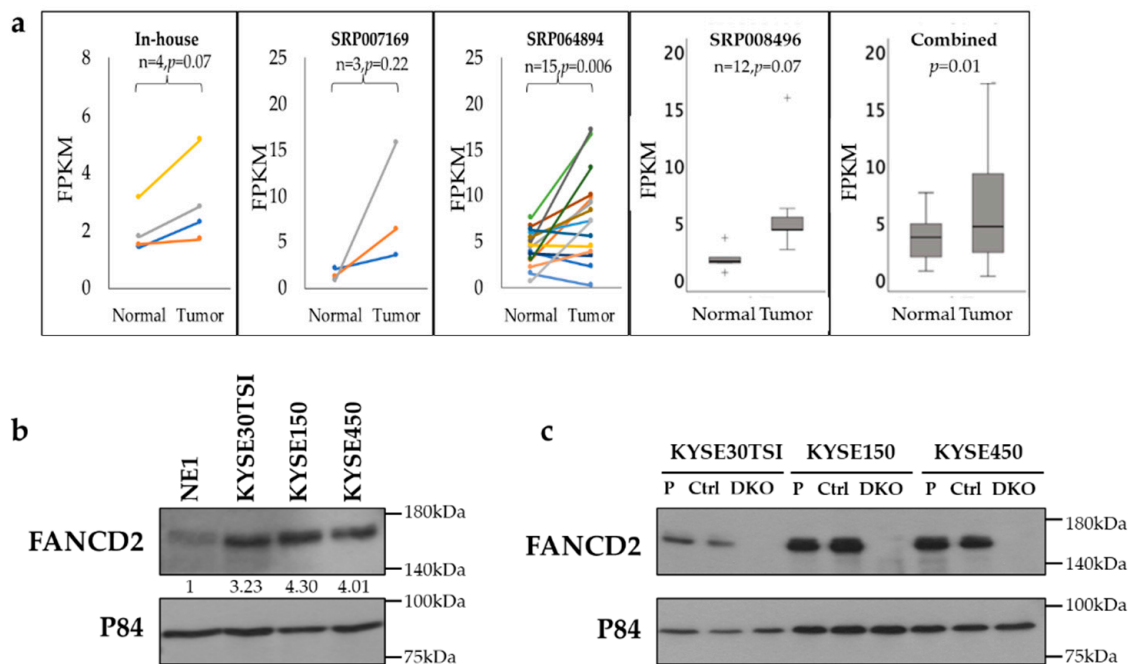 a
In-house
n=4,p=0.07
8
6
4
2
0
FPKM
Normal Tumor
SRP007169
n=3,p=0.22
25
20
15
10
5
0
FPKM
Normal Tumor
SRP064894
n=15,p=0.006
25
20
15
10
5
0
FPKM
Normal Tumor
SRP008496
n=12,p=0.07
20
15
10
5
0
FPKM
Normal Tumor
Combined
p=0.01
20
15
10
5
0
FPKM
Normal Tumor
b
NE1
KYSE30TSI
KYSE150
KYSE450
FANCD2
180kDa
140kDa
1 3.23 4.30 4.01
P84
100kDa
75kDa
c
KYSE30TSI KYSE150 KYSE450
P Ctrl DKO P Ctrl DKO P Ctrl DKO
FANCD2
180kDa
140kDa
P84
100kDa
75kDa